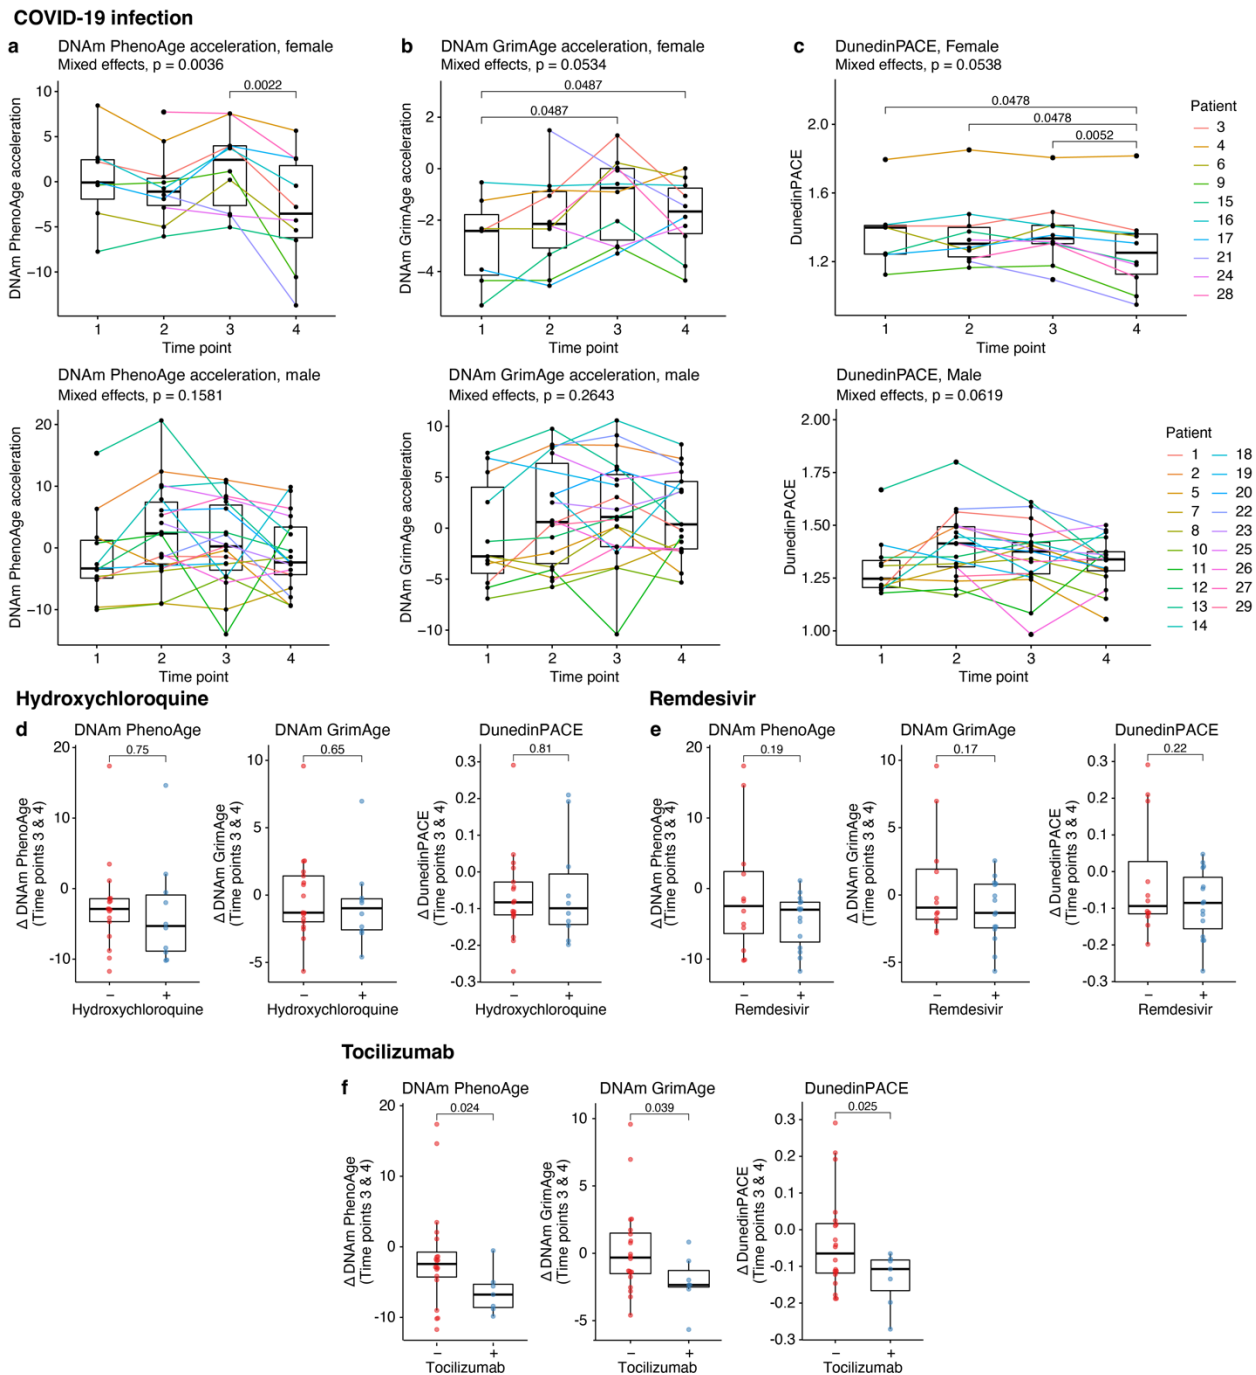 COVID-19 infection
a
DNAm PhenoAge acceleration, female
Mixed effects, p = 0.0036
0.0022
10
5
0
−5
−10
DNAm PhenoAge acceleration
1 2 3 4
Time point
b
DNAm GrimAge acceleration, female
Mixed effects, p = 0.0534
0.0487
0.0487
2
0
−2
−4
DNAm GrimAge acceleration
1 2 3 4
Time point
c
DunedinPACE, Female
Mixed effects, p = 0.0538
0.0478
0.0478
0.0052
2.0
1.6
1.2
DunedinPACE
1 2 3 4
Time point
Patient
3
4
6
9
15
16
17
21
24
28
DNAm PhenoAge acceleration, male
Mixed effects, p = 0.1581
20
10
0
−10
DNAm PhenoAge acceleration
1 2 3 4
Time point
DNAm GrimAge acceleration, male
Mixed effects, p = 0.2643
10
5
0
−5
−10
DNAm GrimAge acceleration
1 2 3 4
Time point
DunedinPACE, Male
Mixed effects, p = 0.0619
2.00
1.75
1.50
1.25
1.00
DunedinPACE
1 2 3 4
Time point
Patient
1 18
2 19
5 20
7 22
8 23
10 25
11 26
12 27
13 29
14
Hydroxychloroquine
d
DNAm PhenoAge
0.75
20
10
0
-10
Δ DNAm PhenoAge
(Time points 3 & 4)
− +
Hydroxychloroquine
DNAm GrimAge
0.65
10
5
0
-5
Δ DNAm GrimAge
(Time points 3 & 4)
− +
Hydroxychloroquine
DunedinPACE
0.81
0.3
0.2
0.1
0.0
-0.1
-0.2
-0.3
Δ DunedinPACE
(Time points 3 & 4)
− +
Hydroxychloroquine
Remdesivir
e
DNAm PhenoAge
0.19
20
10
0
-10
Δ DNAm PhenoAge
(Time points 3 & 4)
− +
Remdesivir
DNAm GrimAge
0.17
10
5
0
-5
Δ DNAm GrimAge
(Time points 3 & 4)
− +
Remdesivir
DunedinPACE
0.22
0.3
0.2
0.1
0.0
-0.1
-0.2
-0.3
Δ DunedinPACE
(Time points 3 & 4)
− +
Remdesivir
Tocilizumab
f
DNAm PhenoAge
0.024
20
10
0
-10
Δ DNAm PhenoAge
(Time points 3 & 4)
− +
Tocilizumab
DNAm GrimAge
0.039
10
5
0
-5
Δ DNAm GrimAge
(Time points 3 & 4)
− +
Tocilizumab
DunedinPACE
0.025
0.3
0.2
0.1
0.0
-0.1
-0.2
-0.3
Δ DunedinPACE
(Time points 3 & 4)
− +
Tocilizumab